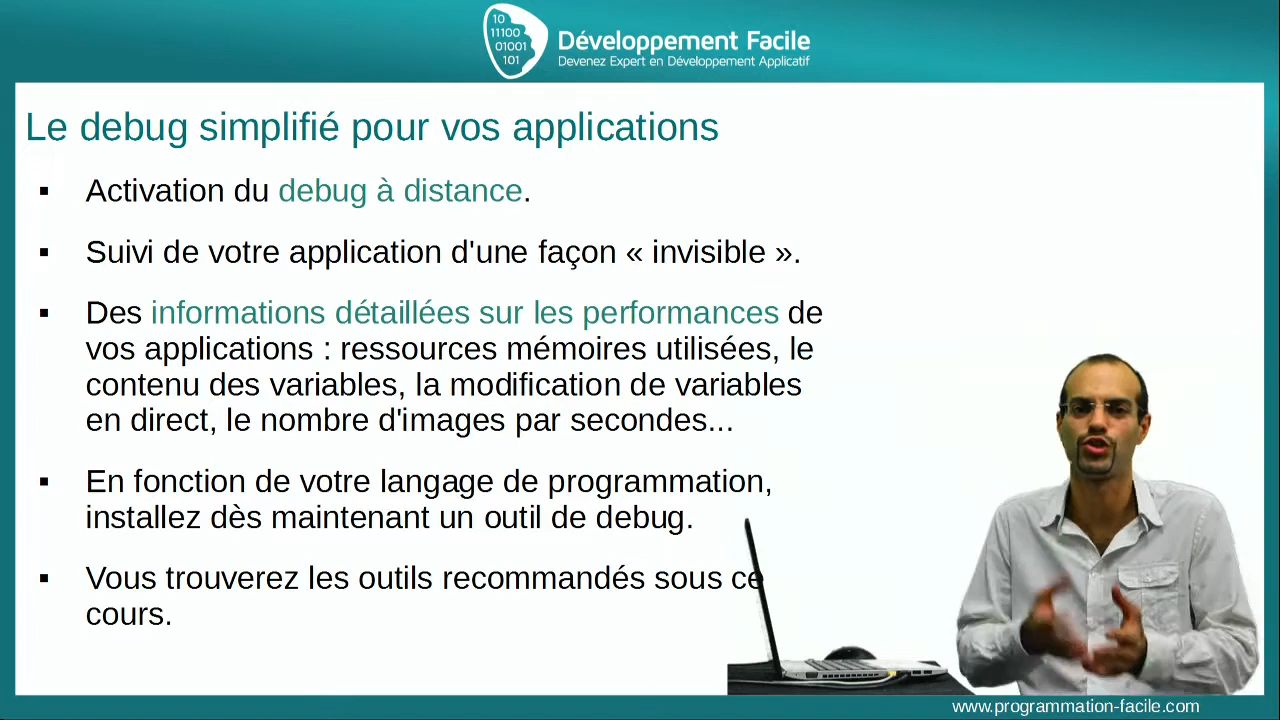 10
11100
01001
101
Développement Facile
Devenez Expert en Développement Applicatif
Le debug simplifié pour vos applications
▪ Activation du debug à distance.
▪ Suivi de votre application d'une façon « invisible ».
▪ Des informations détaillées sur les performances de
vos applications : ressources mémoires utilisées, le
contenu des variables, la modification de variables
en direct, le nombre d'images par secondes...
▪ En fonction de votre langage de programmation,
installez dès maintenant un outil de debug.
▪ Vous trouverez les outils recommandés sous ce
cours.
www.programmation-facile.com